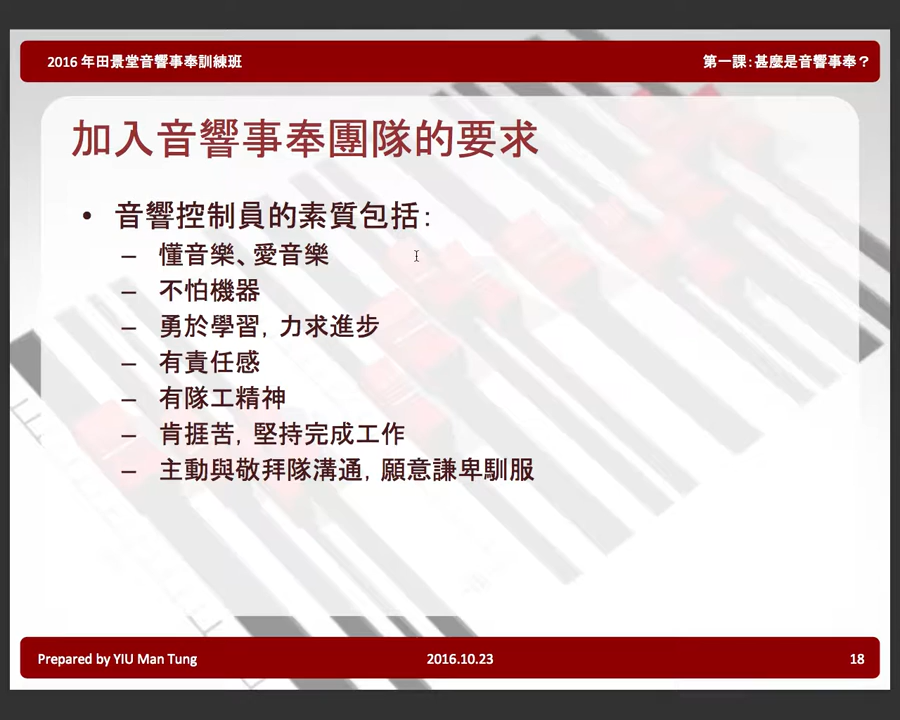 2016 年田景堂音響事奉訓練班
第一課:甚麼是音響事奉?
加入音響事奉團隊的要求
• 音響控制員的素質包括:
– 懂音樂、愛音樂
– 不怕機器
– 勇於學習, 力求進步
– 有責任感
– 有隊工精神
– 肯捱苦, 堅持完成工作
– 主動與敬拜隊溝通, 願意謙卑馴服
Prepared by YIU Man Tung
2016.10.23
18